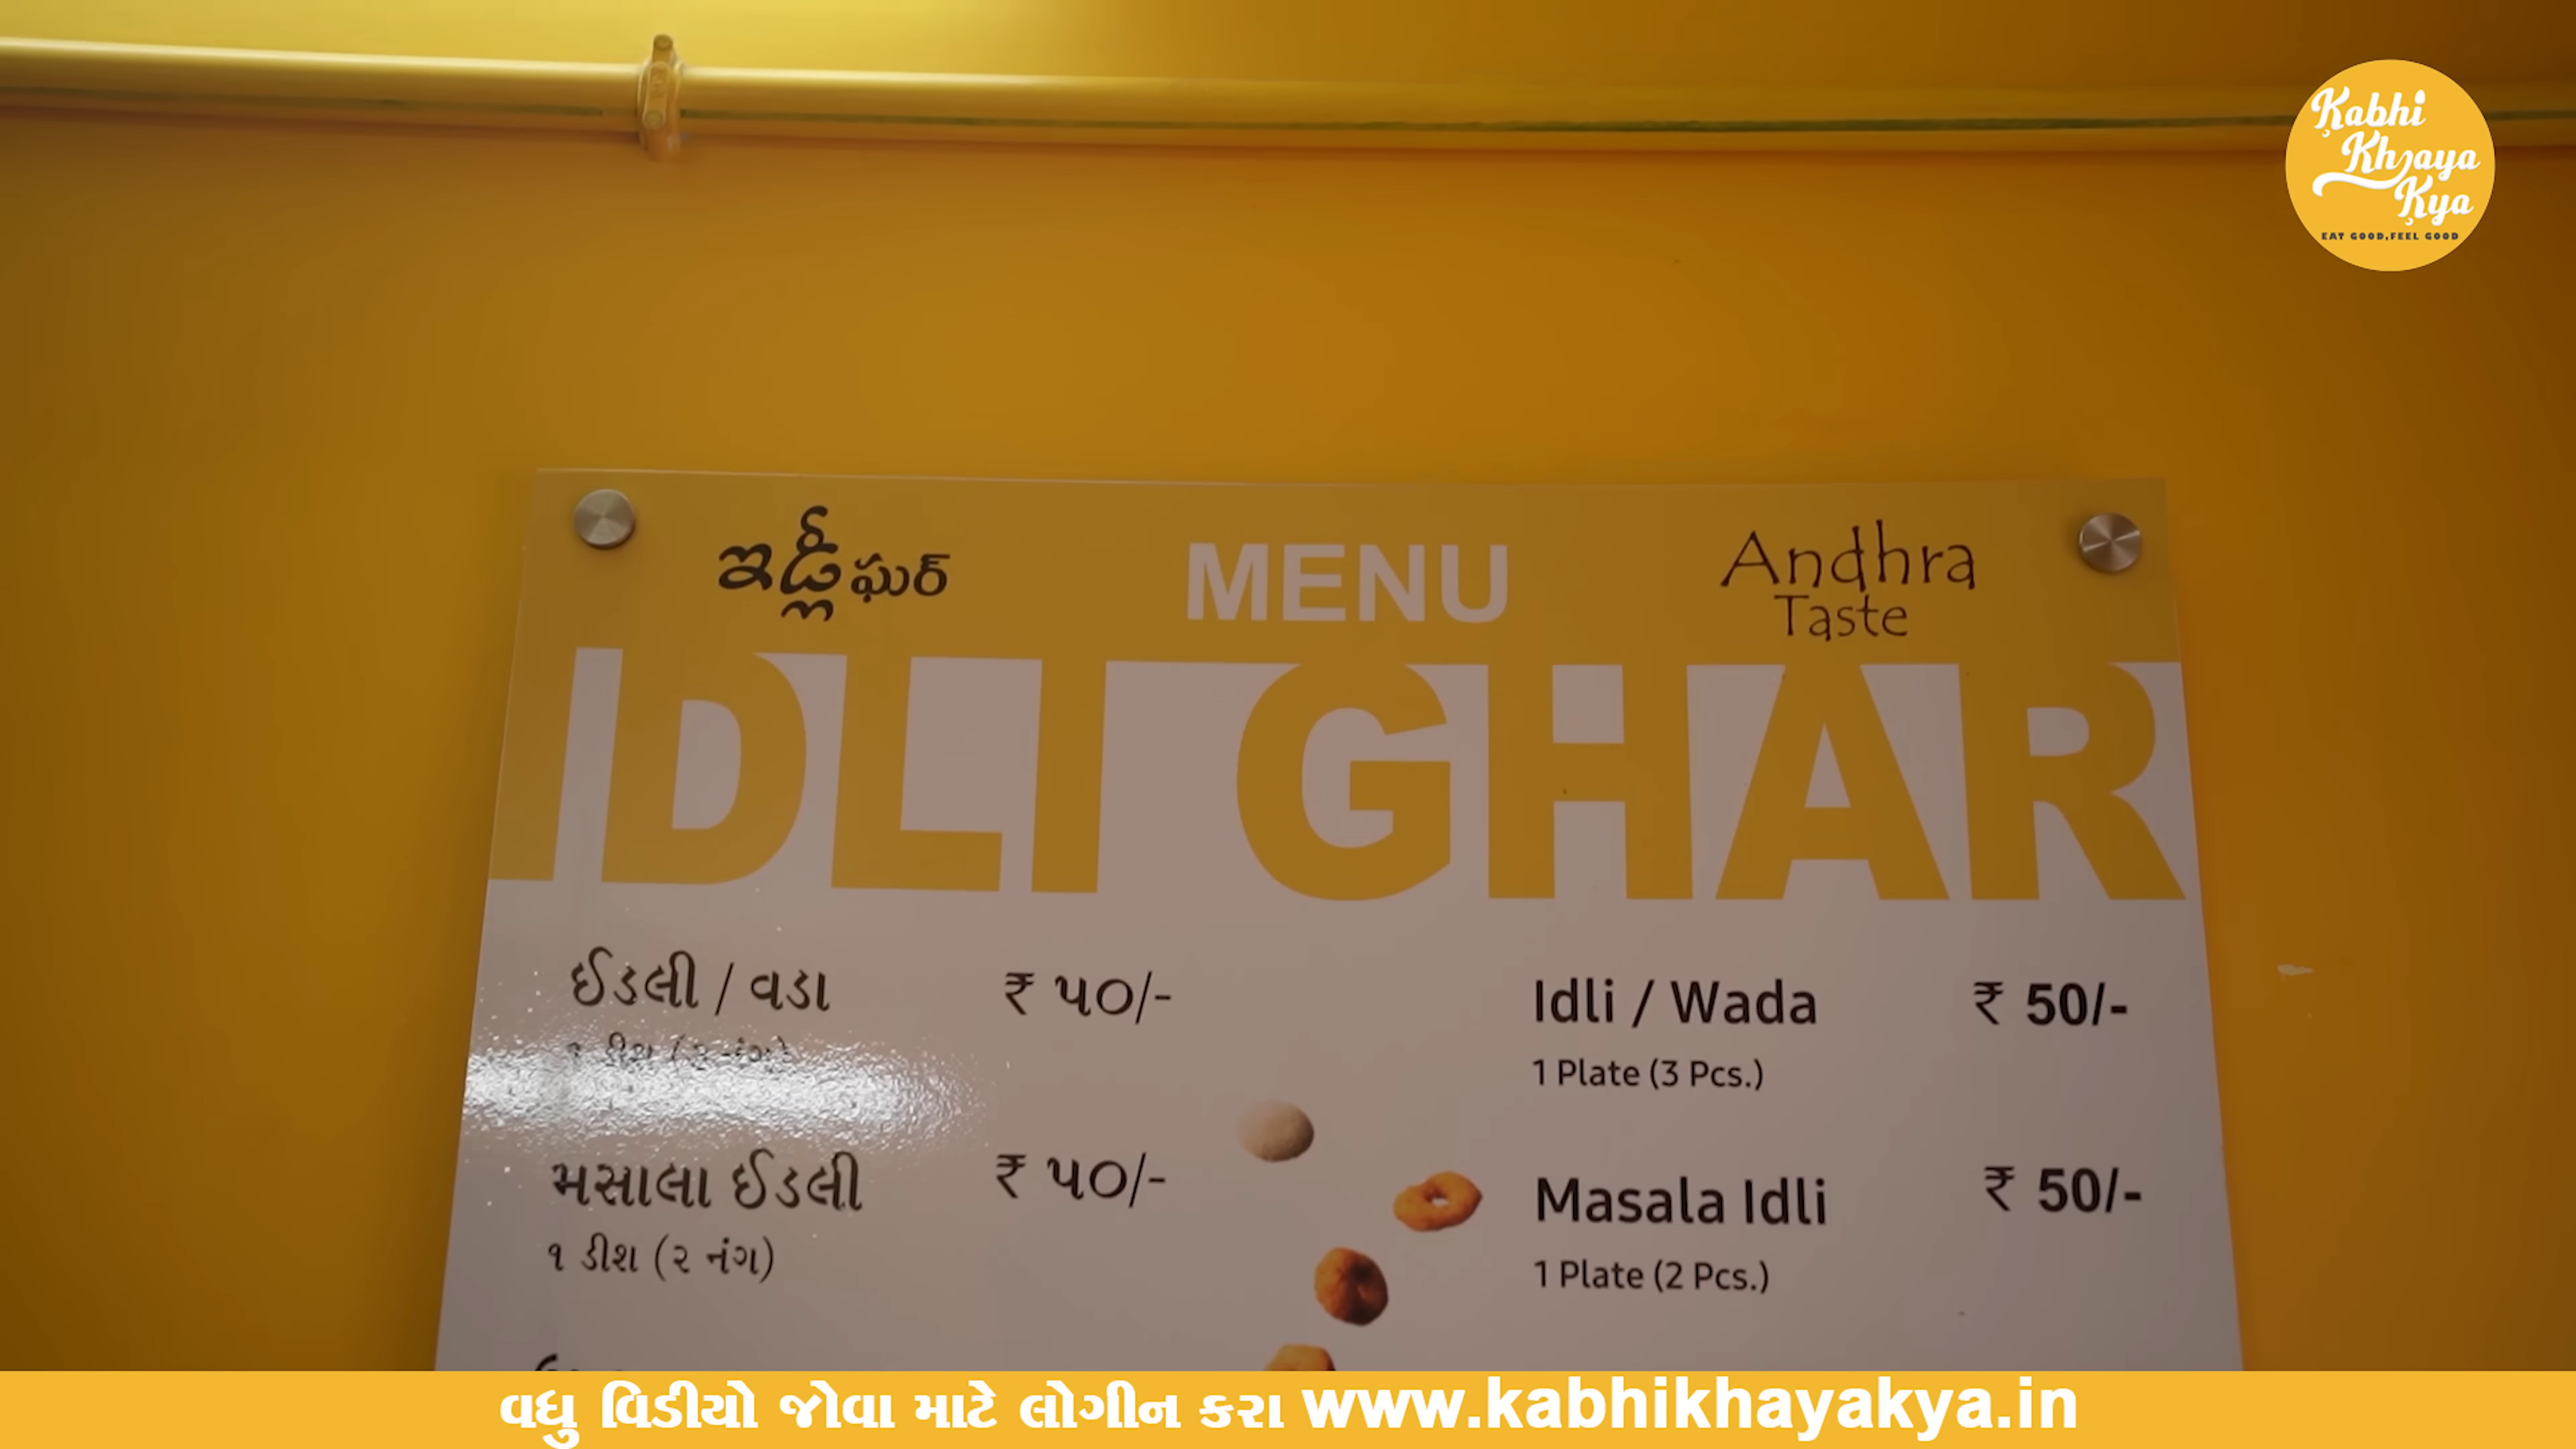 Kabhi
Khaaya
Kya
EAT GOOD, FEEL GOOD
ఇడ్లీ ఘర్
MENU
Andhra
Taste
IDLI GHAR
ઈડલી / વડા ₹ ૫૦/-
Idli / Wada ₹ 50/-
1 Plate (3 Pcs.)
મસાલા ઈડલી ₹ ૫૦/-
૧ ડીશ (૨ નંગ)
Masala Idli ₹ 50/-
1 Plate (2 Pcs.)
વધુ વિડીયો જોવા માટે લોગીન કરા www.kabhikhayakya.in